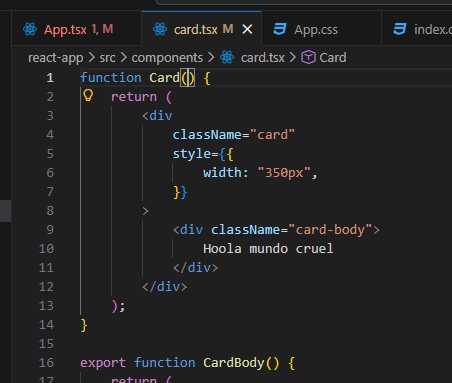 App.tsx 1, M card.tsx M App.css index.c
react-app > src > components > card.tsx > Card
1 function Card() {
2 return (
3 <div
4 className="card"
5 style={{
6 width: "350px",
7 }}
8 >
9 <div className="card-body">
10 Hoola mundo cruel
11 </div>
12 </div>
13 );
14 }
15
16 export function CardBody() {
17 return (